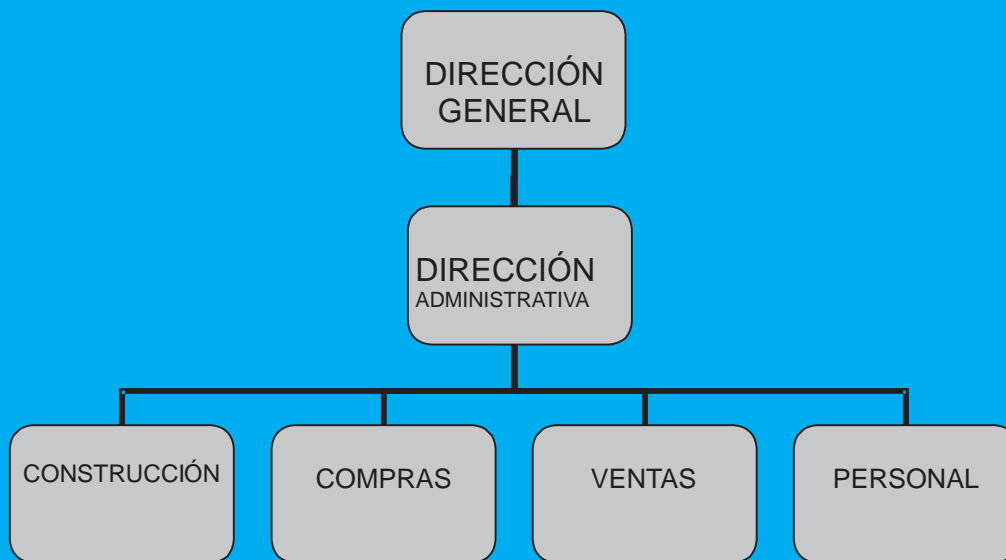 DIRECCIÓN
GENERAL
DIRECCIÓN
ADMINISTRATIVA
CONSTRUCCIÓN
COMPRAS
VENTAS
PERSONAL